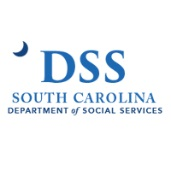 DSS
SOUTH CAROLINA
DEPARTMENT of SOCIAL SERVICES